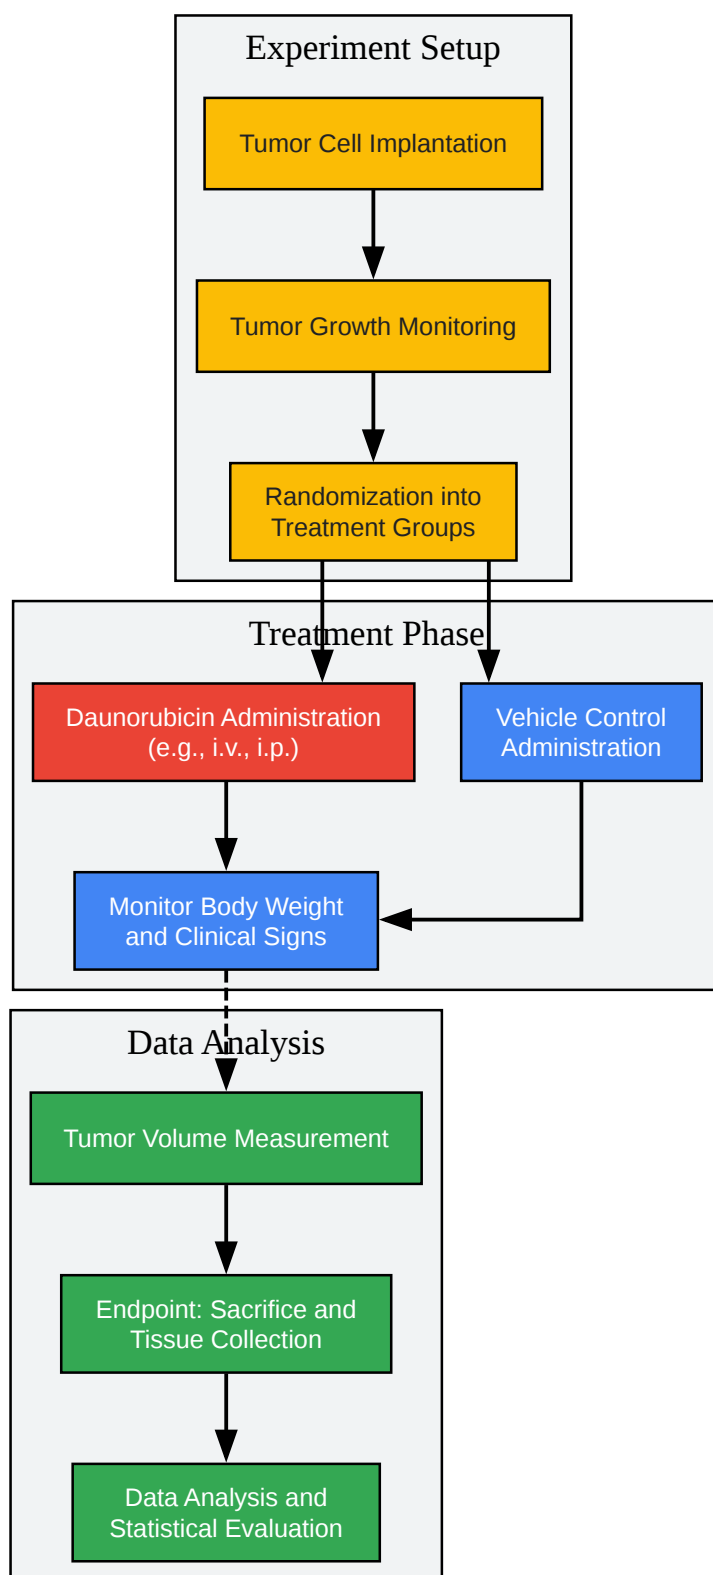 Experiment Setup
Tumor Cell Implantation
Tumor Growth Monitoring
Randomization into
Treatment Groups
Treatment Phase
Daunorubicin Administration
(e.g., i.v., i.p.)
Vehicle Control
Administration
Monitor Body Weight
and Clinical Signs
Data Analysis
Tumor Volume Measurement
Endpoint: Sacrifice and
Tissue Collection
Data Analysis and
Statistical Evaluation